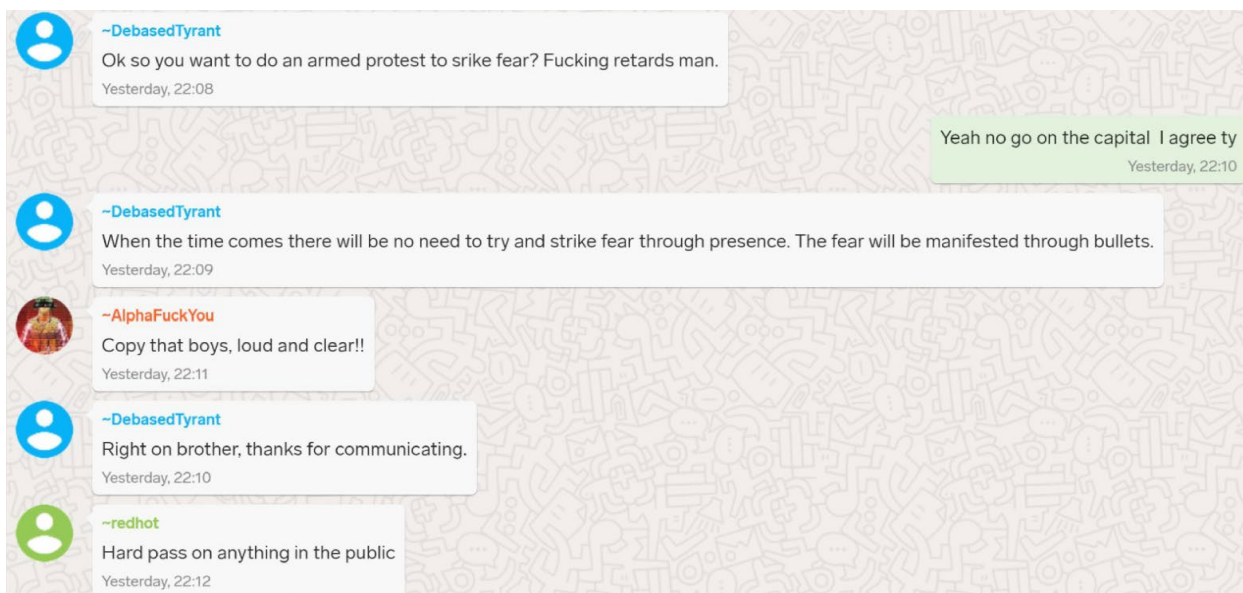 ~DebasedTyrant
Ok so you want to do an armed protest to srike fear? Fucking retards man.
Yesterday, 22:08
Yeah no go on the capital I agree ty
Yesterday, 22:10
~DebasedTyrant
When the time comes there will be no need to try and strike fear through presence. The fear will be manifested through bullets.
Yesterday, 22:09
~AlphaFuckYou
Copy that boys, loud and clear!!
Yesterday, 22:11
~DebasedTyrant
Right on brother, thanks for communicating.
Yesterday, 22:10
~redhot
Hard pass on anything in the public
Yesterday, 22:12